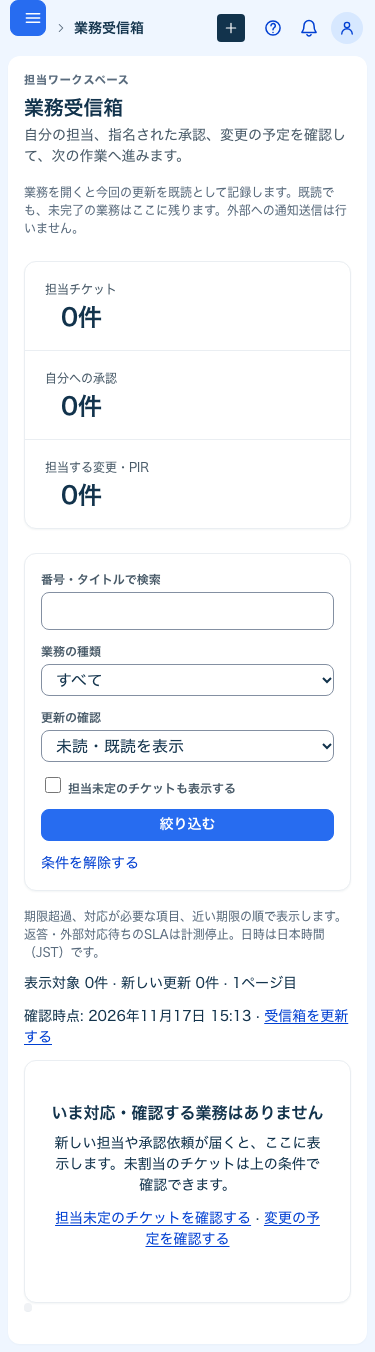 業務受信箱
担当ワークスペース
業務受信箱
自分の担当、指名された承認、変更の予定を確認し
て、次の作業へ進みます。
業務を開くと今回の更新を既読として記録します。既読で
も、未完了の業務はここに残ります。外部への通知送信は行
いません。
担当チケット
0件
自分への承認
0件
担当する変更・PIR
0件
番号・タイトルで検索
業務の種類
すべて
更新の確認
未読・既読を表示
担当未定のチケットも表示する
絞り込む
条件を解除する
期限超過、対応が必要な項目、近い期限の順で表示します。
返答・外部対応待ちのSLAは計測停止。日時は日本時間
（JST）です。
表示対象 0件 · 新しい更新 0件 · 1ページ目
確認時点: 2026年11月17日 15:13 · 受信箱を更新
する
いま対応・確認する業務はありません
新しい担当や承認依頼が届くと、ここに表
示します。未割当のチケットは上の条件で
確認できます。
担当未定のチケットを確認する · 変更の予
定を確認する